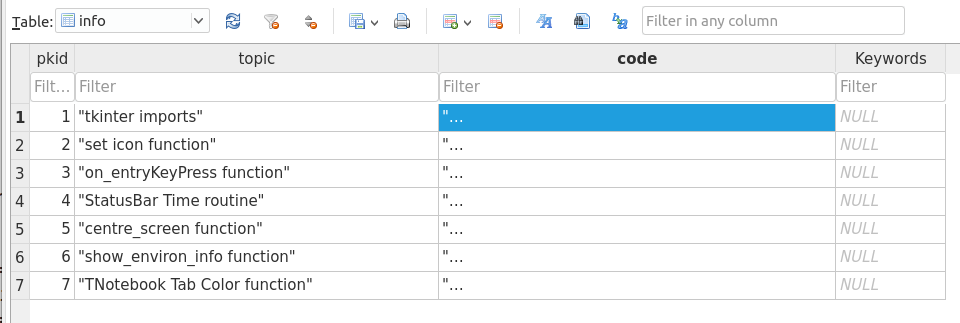 Table: info Filter in any column
pkid topic code Keywords
Filt... Filter Filter Filter
1 1 "tkinter imports" "... NULL
2 2 "set icon function" "... NULL
3 3 "on_entryKeyPress function" "... NULL
4 4 "StatusBar Time routine" "... NULL
5 5 "centre_screen function" "... NULL
6 6 "show_environ_info function" "... NULL
7 7 "TNotebook Tab Color function" "... NULL